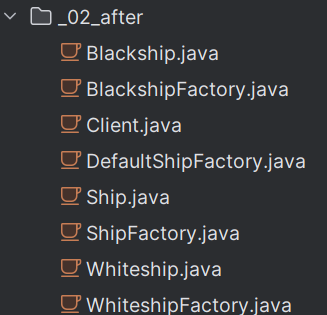 _02_after
Blackship.java
BlackshipFactory.java
Client.java
DefaultShipFactory.java
Ship.java
ShipFactory.java
Whiteship.java
WhiteshipFactory.java